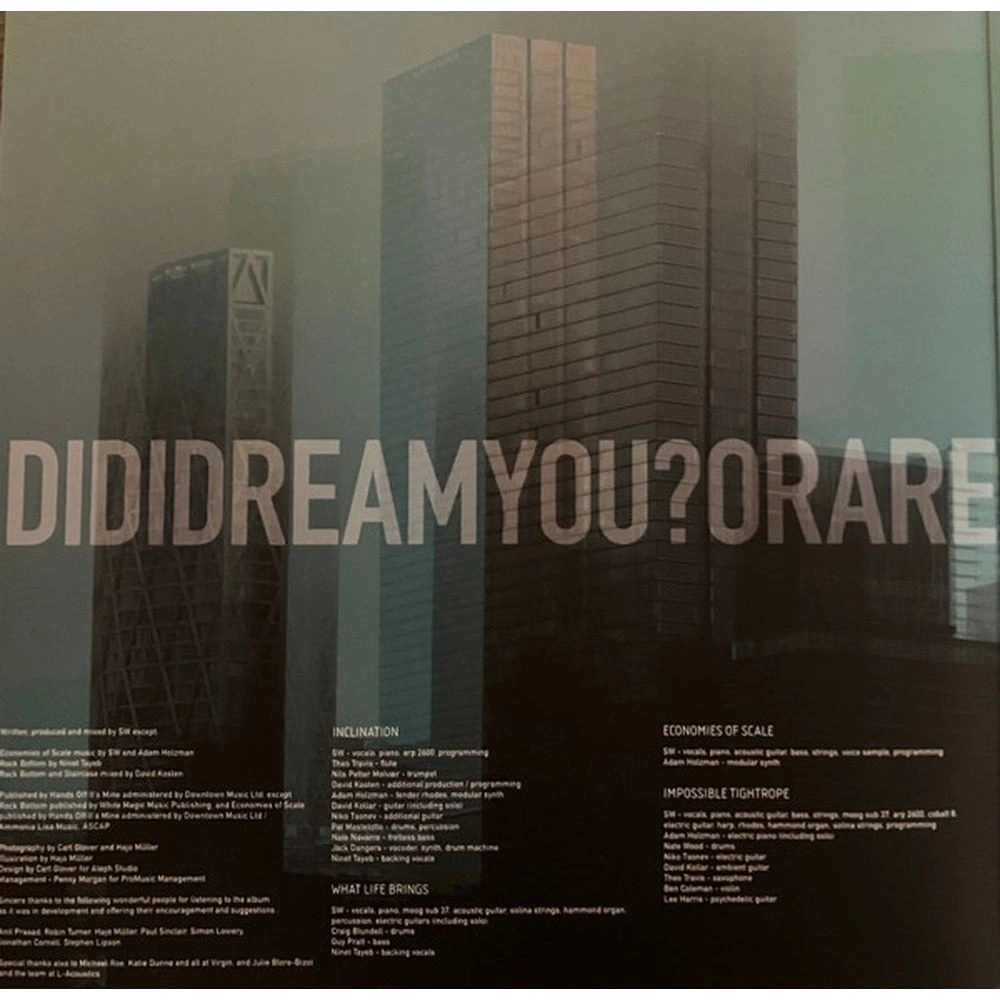 DIDIDREAMYOU?ORARE
Written, produced and mixed by SW except
Economies of Scale music by SW and Adam Holzman
Rock Bottom by Ninet Tayeb
Rock Bottom and Staircase mixed by David Kosten
Published by Hands Off It's Mine administered by Downtown Music Ltd. except
Rock Bottom published by White Magic Music Publishing, and Economies of Scale
published by Hands Off It's Mine administered by Downtown Music Ltd /
Ammonia Lisa Music, ASCAP
Photography by Carl Glover and Hajo Müller
Illustration by Hajo Müller
Design by Carl Glover for Aleph Studio
Management - Penny Morgan for ProMusic Management
Sincere thanks to the following wonderful people for listening to the album
as it was in development and offering their encouragement and suggestions
Anil Prasad, Robin Turner, Hajo Müller, Paul Sinclair, Simon Lowery,
Jonathan Cornell, Stephen Lipson
Special thanks also to Michael Roe, Katie Dunne and all at Virgin, and Julie Blore-Bizot
and the team at L-Acoustics
INCLINATION
SW - vocals, piano, arp 2600, programming
Theo Travis - flute
Nils Petter Molvær - trumpet
David Kosten - additional production / programming
Adam Holzman - fender rhodes, modular synth
David Kollar - guitar (including solo)
Niko Tsonev - additional guitar
Pat Mastelotto - drums, percussion
Nate Navarro - fretless bass
Jack Dangers - vocoder, synth, drum machine
Ninet Tayeb - backing vocals
WHAT LIFE BRINGS
SW - vocals, piano, moog sub 37, acoustic guitar, solina strings, hammond organ,
percussion, electric guitars (including solo)
Craig Blundell - drums
Guy Pratt - bass
Ninet Tayeb - backing vocals
ECONOMIES OF SCALE
SW - vocals, piano, acoustic guitar, bass, strings, voice sample, programming
Adam Holzman - modular synth
IMPOSSIBLE TIGHTROPE
SW - vocals, piano, acoustic guitar, bass, strings, moog sub 37, arp 2600, cobalt 8,
electric guitar, harp, rhodes, hammond organ, solina strings, programming
Adam Holzman - electric piano (including solo)
Nate Wood - drums
Niko Tsonev - electric guitar
David Kollar - ambient guitar
Theo Travis - saxophone
Ben Coleman - violin
Lee Harris - psychedelic guitar